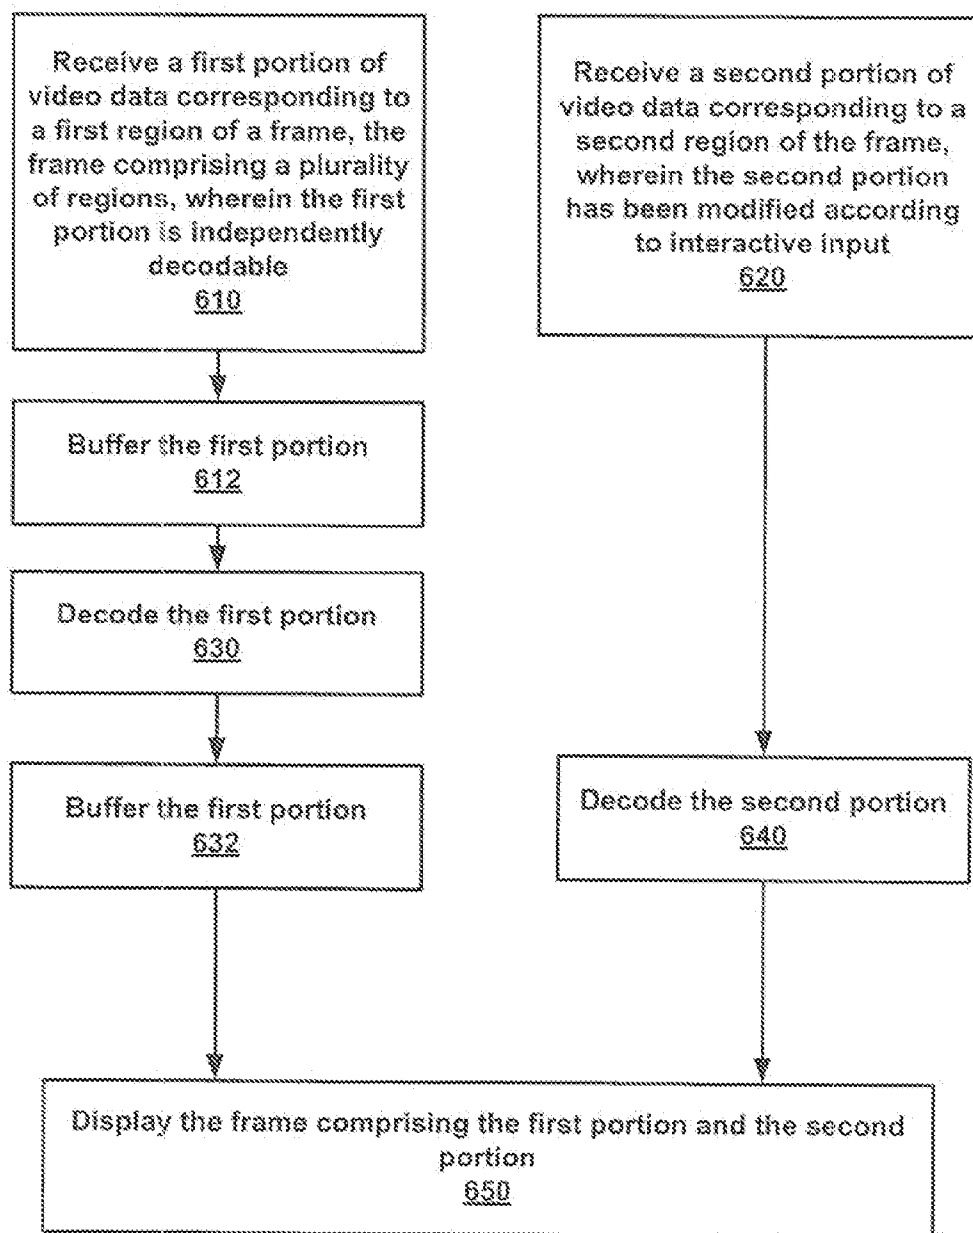 Receive a first portion of
video data corresponding to
a first region of a frame, the
frame comprising a plurality
of regions, wherein the first
portion is independently
decodable
610
Receive a second portion of
video data corresponding to a
second region of the frame,
wherein the second portion
has been modified according
to interactive input
620
Buffer the first portion
612
Decode the first portion
630
Buffer the first portion
632
Decode the second portion
640
Display the frame comprising the first portion and the second
portion
650